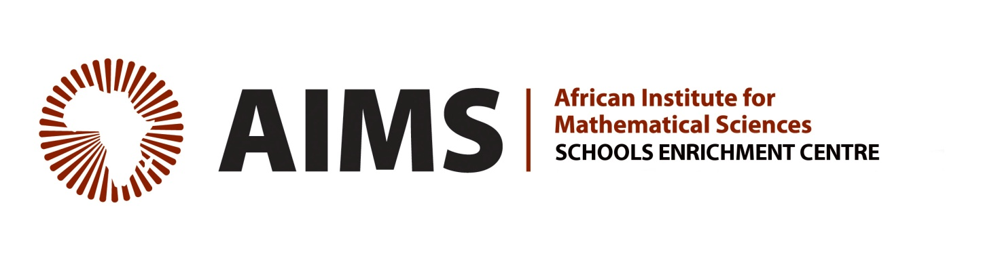 AIMS
African Institute for
Mathematical Sciences
SCHOOLS ENRICHMENT CENTRE